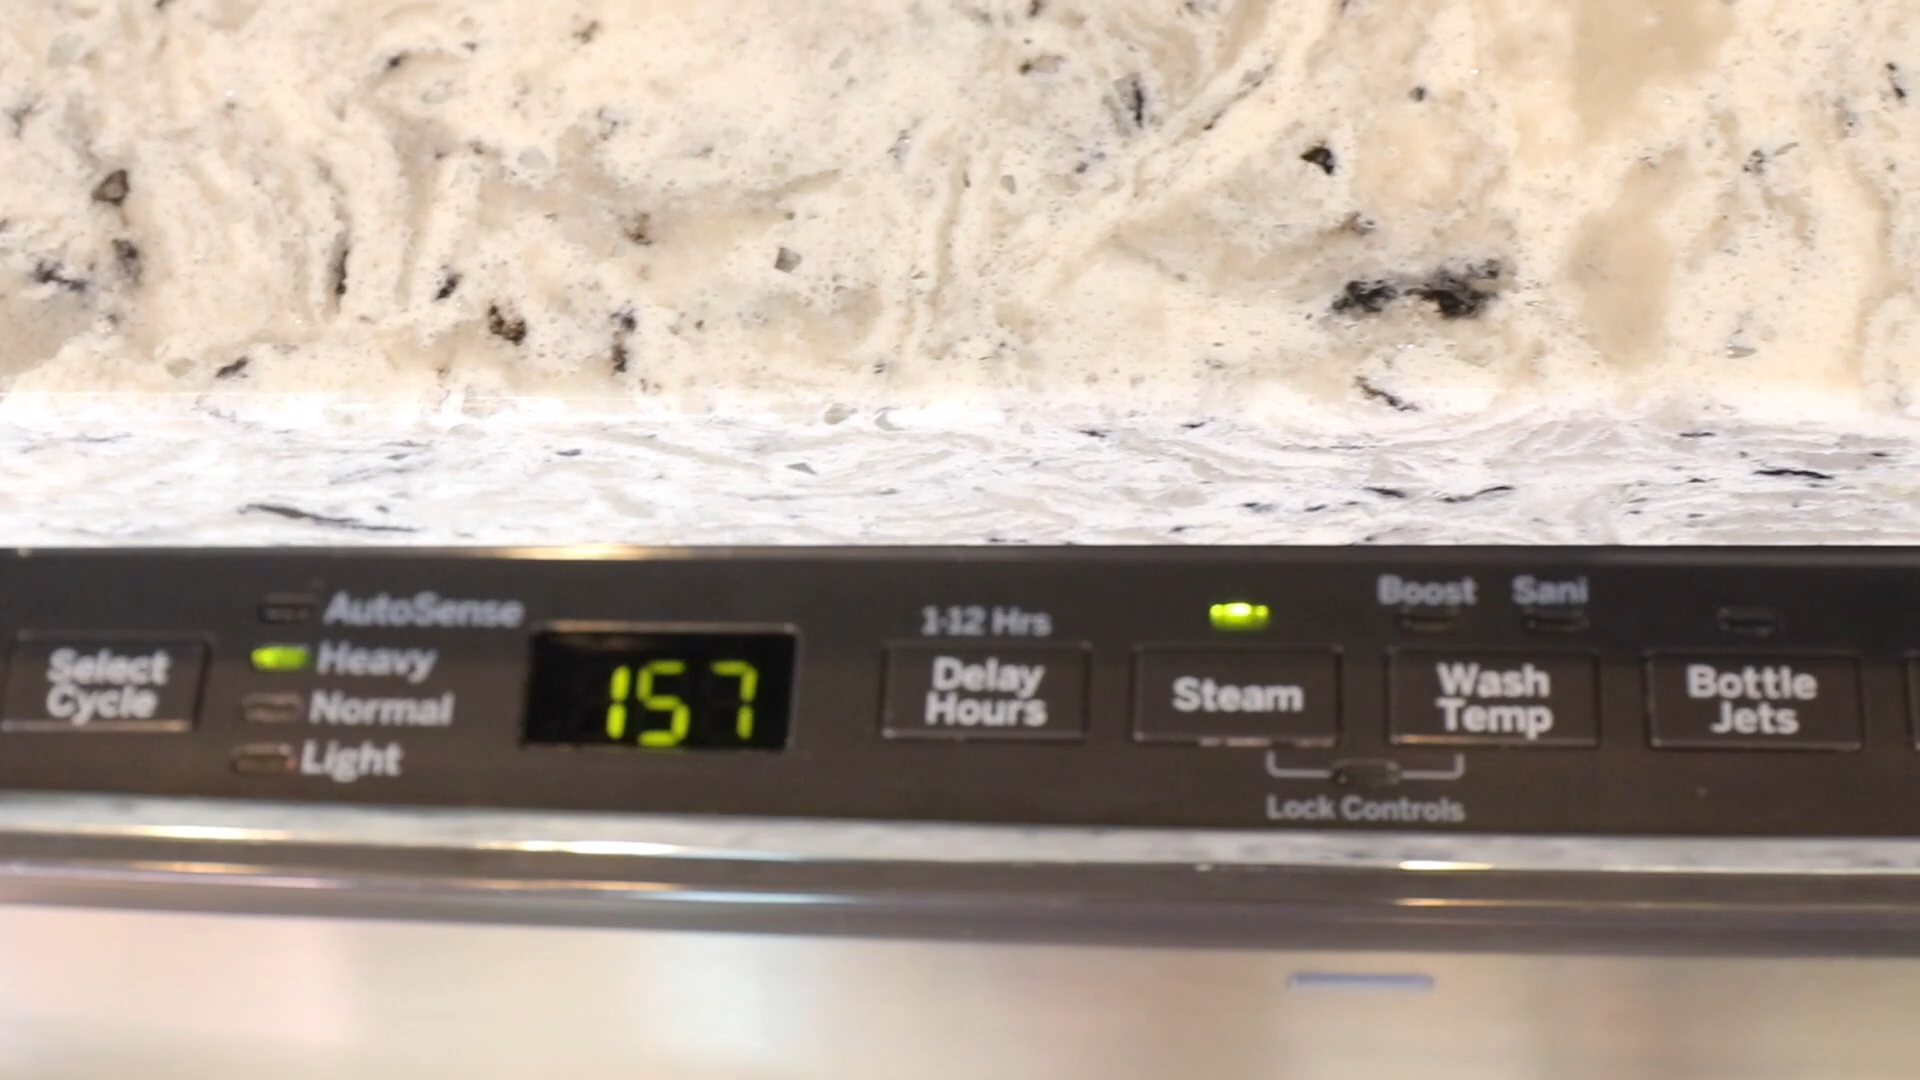 AutoSense
Select
Cycle
Heavy
Normal
Light
157
1-12 Hrs
Delay
Hours
Steam
Boost
Sani
Wash
Temp
Bottle
Jets
Lock Controls